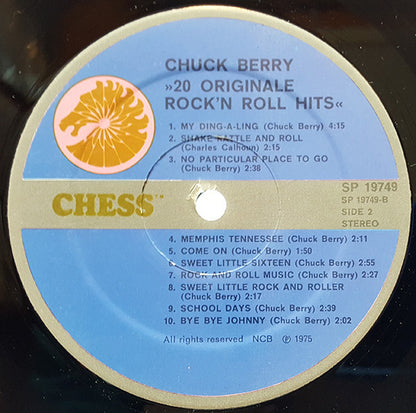 CHUCK BERRY
»20 ORIGINALE
ROCK'N ROLL HITS«
1. MY DING-A-LING (Chuck Berry) 4:15
2. SHAKE RATTLE AND ROLL
(Charles Calhoun) 2:15
3. NO PARTICULAR PLACE TO GO
(Chuck Berry) 2:38
CHESS™
SP 19749
SP 19749-B
SIDE 2
STEREO
4. MEMPHIS TENNESSEE (Chuck Berry) 2:11
5. COME ON (Chuck Berry) 1:50
6. SWEET LITTLE SIXTEEN (Chuck Berry) 2:55
7. ROCK AND ROLL MUSIC (Chuck Berry) 2:27
8. SWEET LITTLE ROCK AND ROLLER
(Chuck Berry) 2:17
9. SCHOOL DAYS (Chuck Berry) 2:39
10. BYE BYE JOHNNY (Chuck Berry) 2:02
All rights reserved NCB ℗ 1975